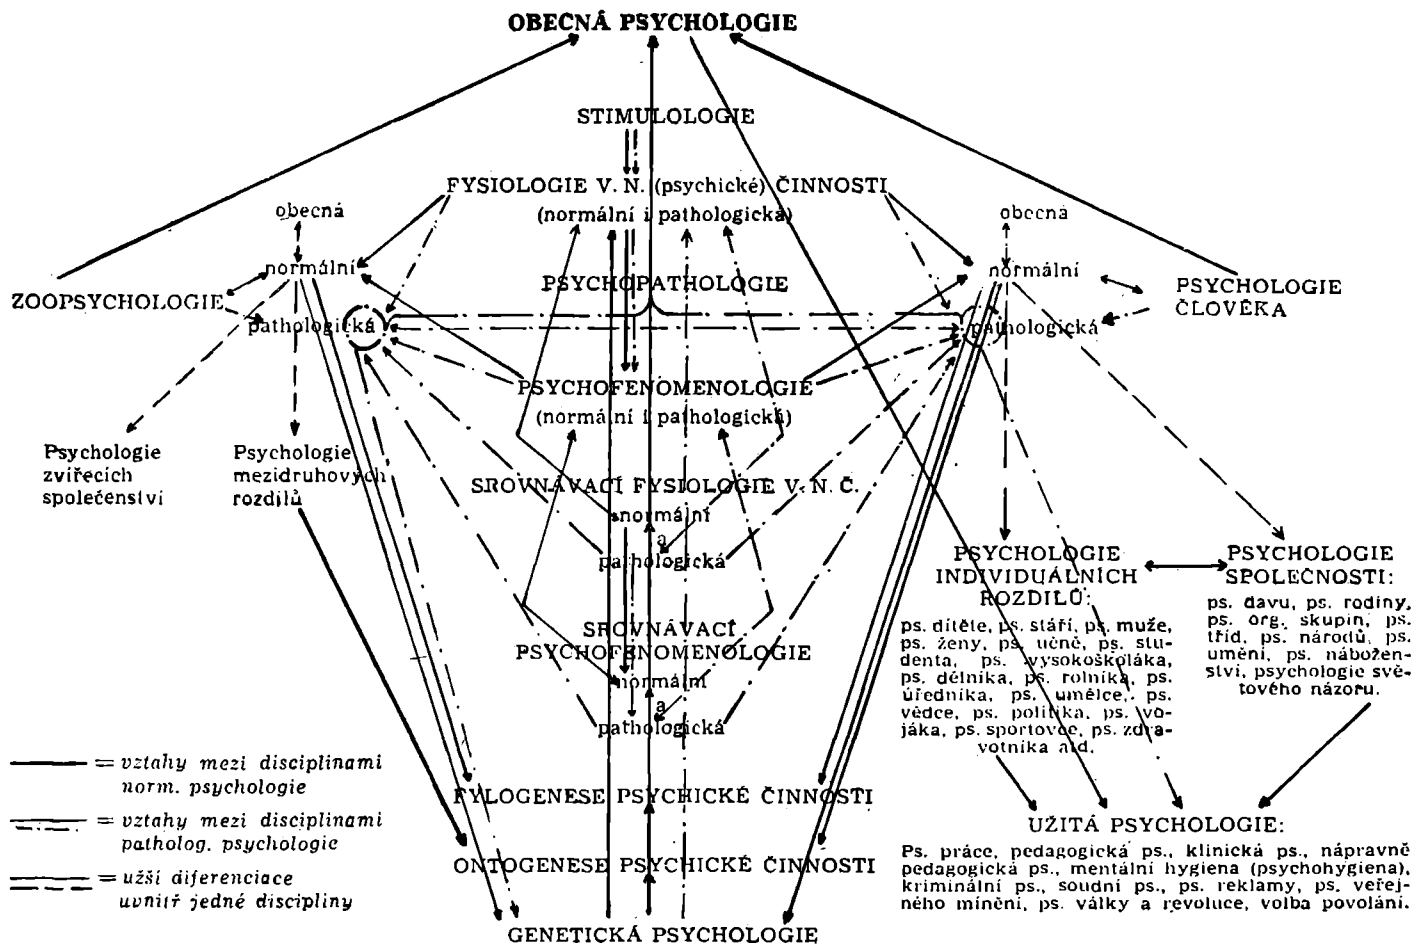 OBECNÁ PSYCHOLOGIE
STIMULOLOGIE
FYSIOLOGIE V. N. (psychické) ČINNOSTI
(normální i pathologická)
obecná
obecná
normální
normální
ZOOPSYCHOLOGIE
PSYCHOPATHOLOGIE
PSYCHOLOGIE
ČLOVĚKA
pathologická
pathologická
PSYCHOFENOMENOLOGIE
(normální i pathologická)
Psychologie
zvířecích
společenství
Psychologie
mezidruhových
rozdílů
SROVNÁVACÍ FYSIOLOGIE V. N. Č.
normální
a
pathologická
PSYCHOLOGIE
INDIVIDUÁLNÍCH
ROZDÍLŮ:
ps. dítěte, ps. stáří, ps. muže,
ps. ženy, ps. učně, ps. stu-
denta, ps. vysokoškoláka,
ps. dělníka, ps. rolníka, ps.
úředníka, ps. umělce, ps.
vědce, ps. politika, ps. vo-
jáka, ps. sportovce, ps. zdra-
votníka atd.
PSYCHOLOGIE
SPOLEČNOSTI:
ps. davu, ps. rodiny,
ps. org. skupin, ps.
tříd, ps. národů, ps.
umění, ps. nábožen-
ství, psychologie svě-
tového názoru.
SROVNÁVACÍ
PSYCHOFENOMENOLOGIE
normální
a
pathologická
= vztahy mezi disciplinami
norm. psychologie
= vztahy mezi disciplinami
patholog. psychologie
= užší diferenciace
uvnitř jedné discipliny
FYLOGENESE PSYCHICKÉ ČINNOSTI
ONTOGENESE PSYCHICKÉ ČINNOSTI
GENETICKÁ PSYCHOLOGIE
UŽITÁ PSYCHOLOGIE:
Ps. práce, pedagogická ps., klinická ps., nápravně
pedagogická ps., mentální hygiena (psychohygiena),
kriminální ps., soudní ps., ps. reklamy, ps. veřej-
ného mínění, ps. války a revoluce, volba povolání.